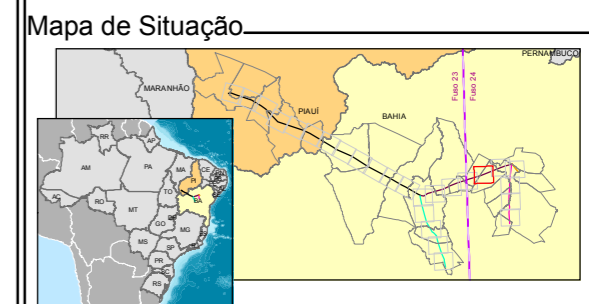 Mapa de Situação
PERNAMBUCO
MARANHÃO
PIAUÍ
BAHIA
Fuso 23
Fuso 24
RR
AP
AM
PA
MA
CE
PI
AC
TO
RO
BA
MT
GO
MG
MS
SP
PR
SC
RS